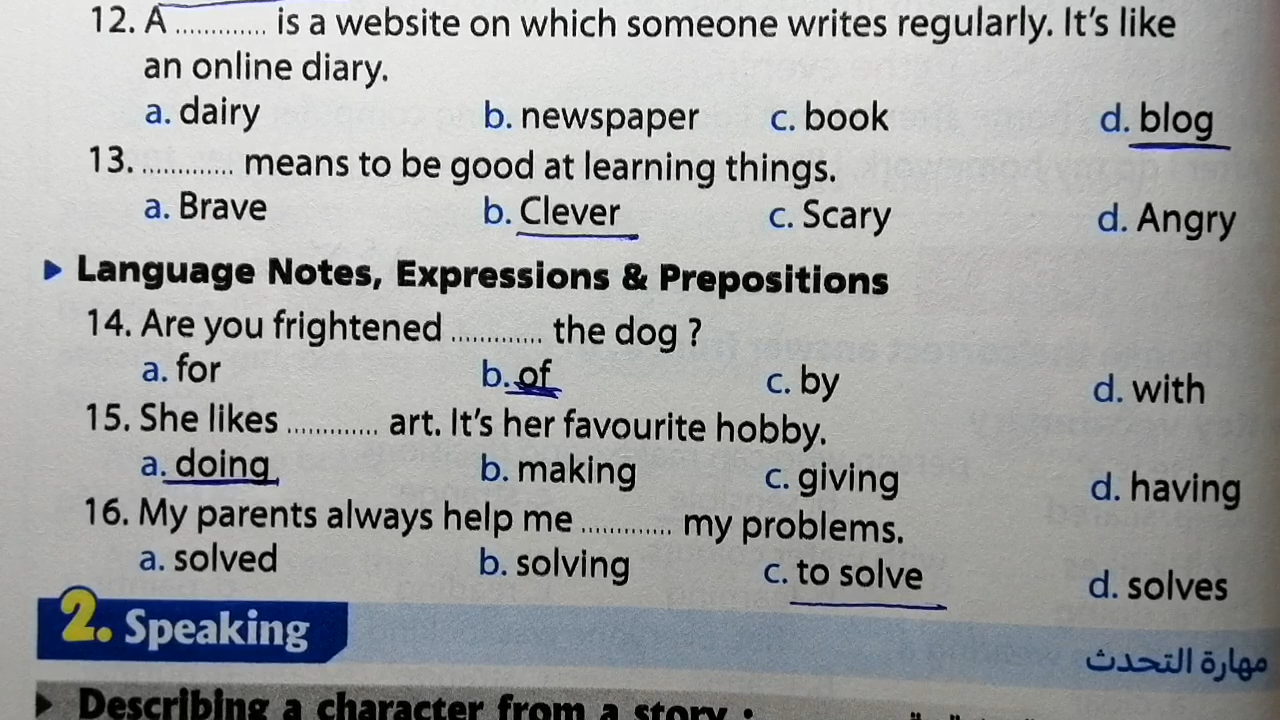 12. A ............. is a website on which someone writes regularly. It's like
an online diary.
a. dairy b. newspaper c. book d. blog
13. ............. means to be good at learning things.
a. Brave b. Clever c. Scary d. Angry
Language Notes, Expressions & Prepositions
14. Are you frightened ............. the dog ?
a. for b. of c. by d. with
15. She likes ............. art. It's her favourite hobby.
a. doing b. making c. giving d. having
16. My parents always help me ............. my problems.
a. solved b. solving c. to solve d. solves
2. Speaking
مهارة التحدث
Describing a character from a story :